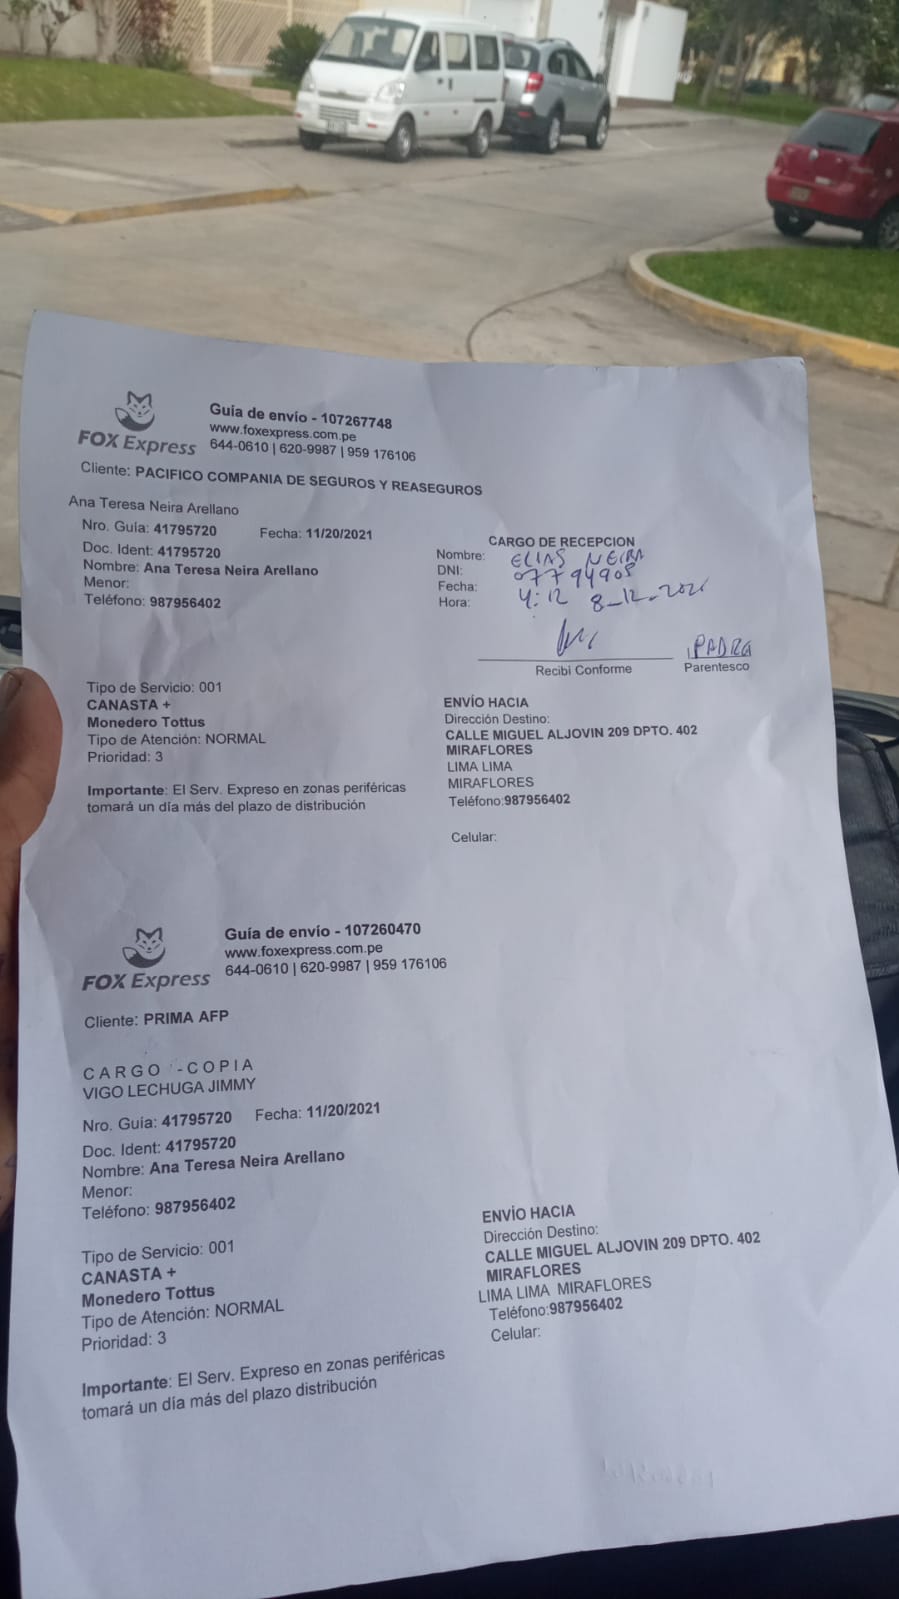 FOX Express
Guía de envío - 107267748
www.foxexpress.com.pe
644-0610 | 620-9987 | 959 176106
Cliente: PACIFICO COMPANIA DE SEGUROS Y REASEGUROS
Ana Teresa Neira Arellano
Nro. Guía: 41795720 Fecha: 11/20/2021
Doc. Ident: 41795720
Nombre: Ana Teresa Neira Arellano
Menor:
Teléfono: 987956402
CARGO DE RECEPCION
Nombre: ELIAS NEIRA
DNI: 07794908
Fecha:
Hora: 4:12 8-12-2021
Recibi Conforme
PADRE
Parentesco
Tipo de Servicio: 001
CANASTA +
Monedero Tottus
Tipo de Atención: NORMAL
Prioridad: 3
Importante: El Serv. Expreso en zonas periféricas
tomará un día más del plazo de distribución
ENVÍO HACIA
Dirección Destino:
CALLE MIGUEL ALJOVIN 209 DPTO. 402
MIRAFLORES
LIMA LIMA
MIRAFLORES
Teléfono:987956402
Celular:
FOX Express
Guía de envío - 107260470
www.foxexpress.com.pe
644-0610 | 620-9987 | 959 176106
Cliente: PRIMA AFP
CARGO - COPIA
VIGO LECHUGA JIMMY
Nro. Guía: 41795720 Fecha: 11/20/2021
Doc. Ident: 41795720
Nombre: Ana Teresa Neira Arellano
Menor:
Teléfono: 987956402
Tipo de Servicio: 001
CANASTA +
Monedero Tottus
Tipo de Atención: NORMAL
Prioridad: 3
Importante: El Serv. Expreso en zonas periféricas
tomará un día más del plazo distribución
ENVÍO HACIA
Dirección Destino:
CALLE MIGUEL ALJOVIN 209 DPTO. 402
MIRAFLORES
LIMA LIMA MIRAFLORES
Teléfono:987956402
Celular: